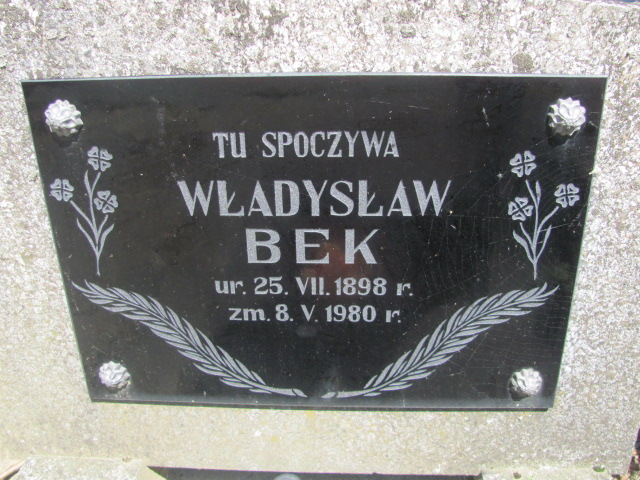 TU SPOCZYWA
WŁADYSŁAW
BEK
ur. 25. VII. 1898 r.
zm. 8. V. 1980 r.